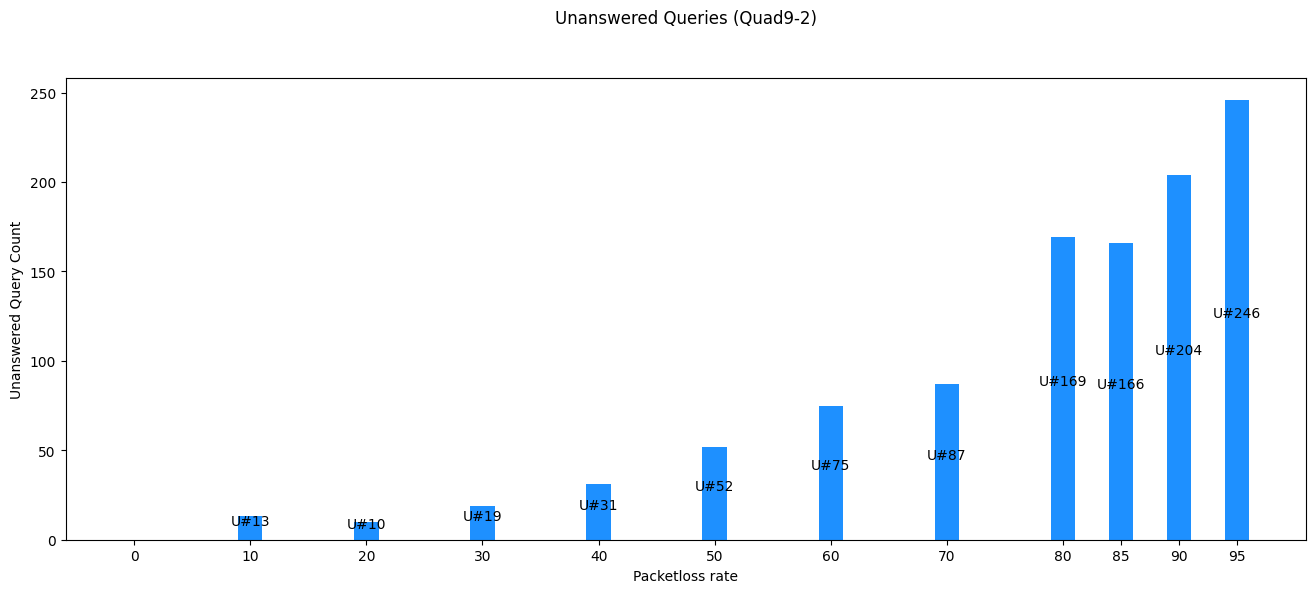 Unanswered Queries (Quad9-2)
Unanswered Query Count
250
200
150
100
50
0
U#13
U#10
U#19
U#31
U#52
U#75
U#87
U#169
U#166
U#204
U#246
0 10 20 30 40 50 60 70 80 85 90 95
Packetloss rate